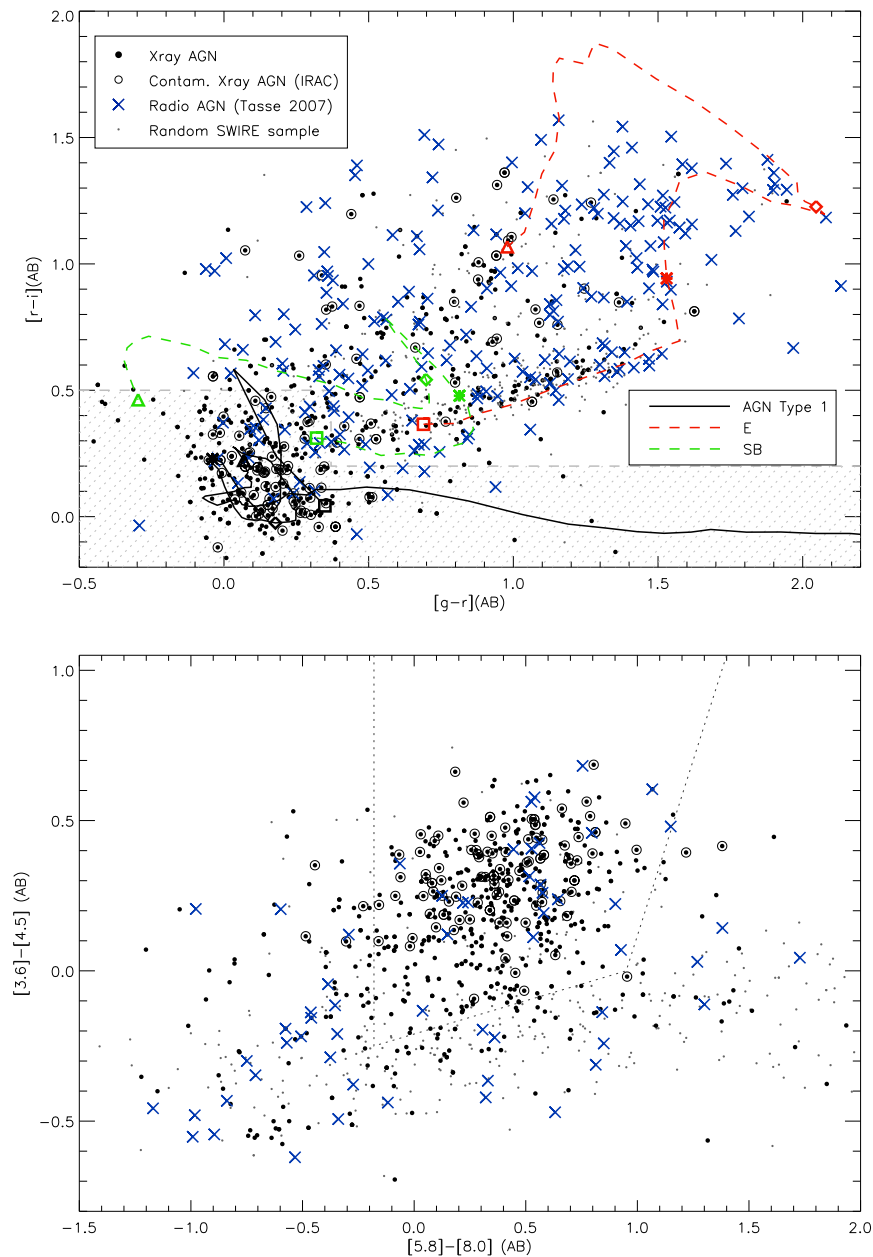 2.0
1.5
1.0
0.5
0.0
[r−i](AB)
Xray AGN
Contam. Xray AGN (IRAC)
Radio AGN (Tasse 2007)
Random SWIRE sample
AGN Type 1
E
SB
−0.5 0.0 0.5 1.0 1.5 2.0
[g−r](AB)
1.0
0.5
0.0
−0.5
[3.6]−[4.5] (AB)
−1.5 −1.0 −0.5 0.0 0.5 1.0 1.5 2.0
[5.8]−[8.0] (AB)